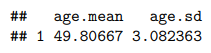 ##   age.mean   age.sd
## 1 49.80667 3.082363